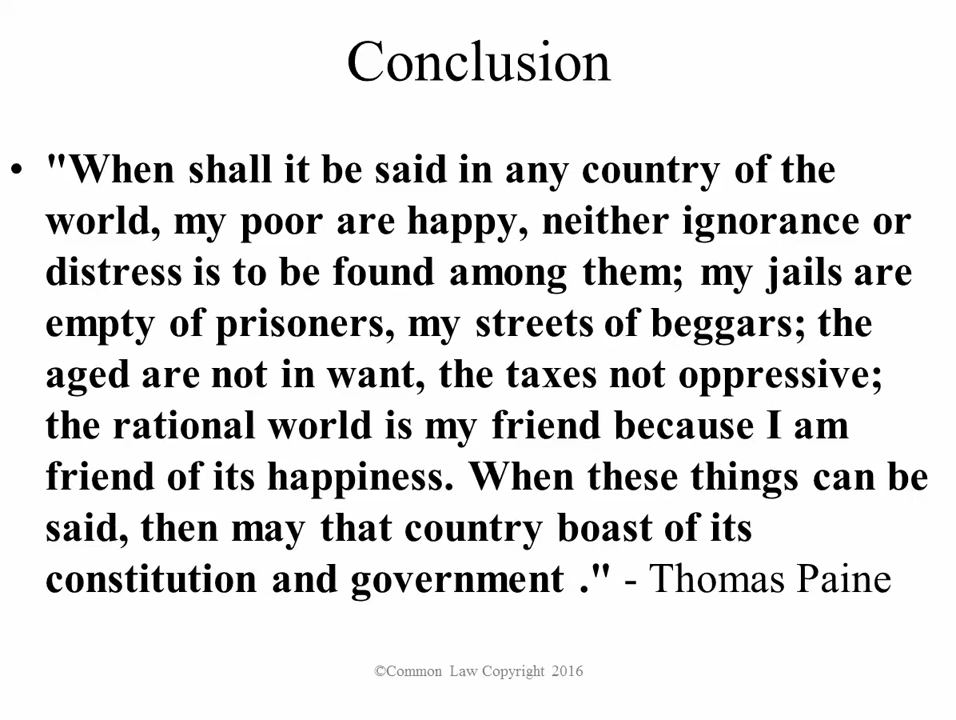 Conclusion
• "When shall it be said in any country of the
world, my poor are happy, neither ignorance or
distress is to be found among them; my jails are
empty of prisoners, my streets of beggars; the
aged are not in want, the taxes not oppressive;
the rational world is my friend because I am
friend of its happiness. When these things can be
said, then may that country boast of its
constitution and government ." - Thomas Paine
©Common Law Copyright 2016